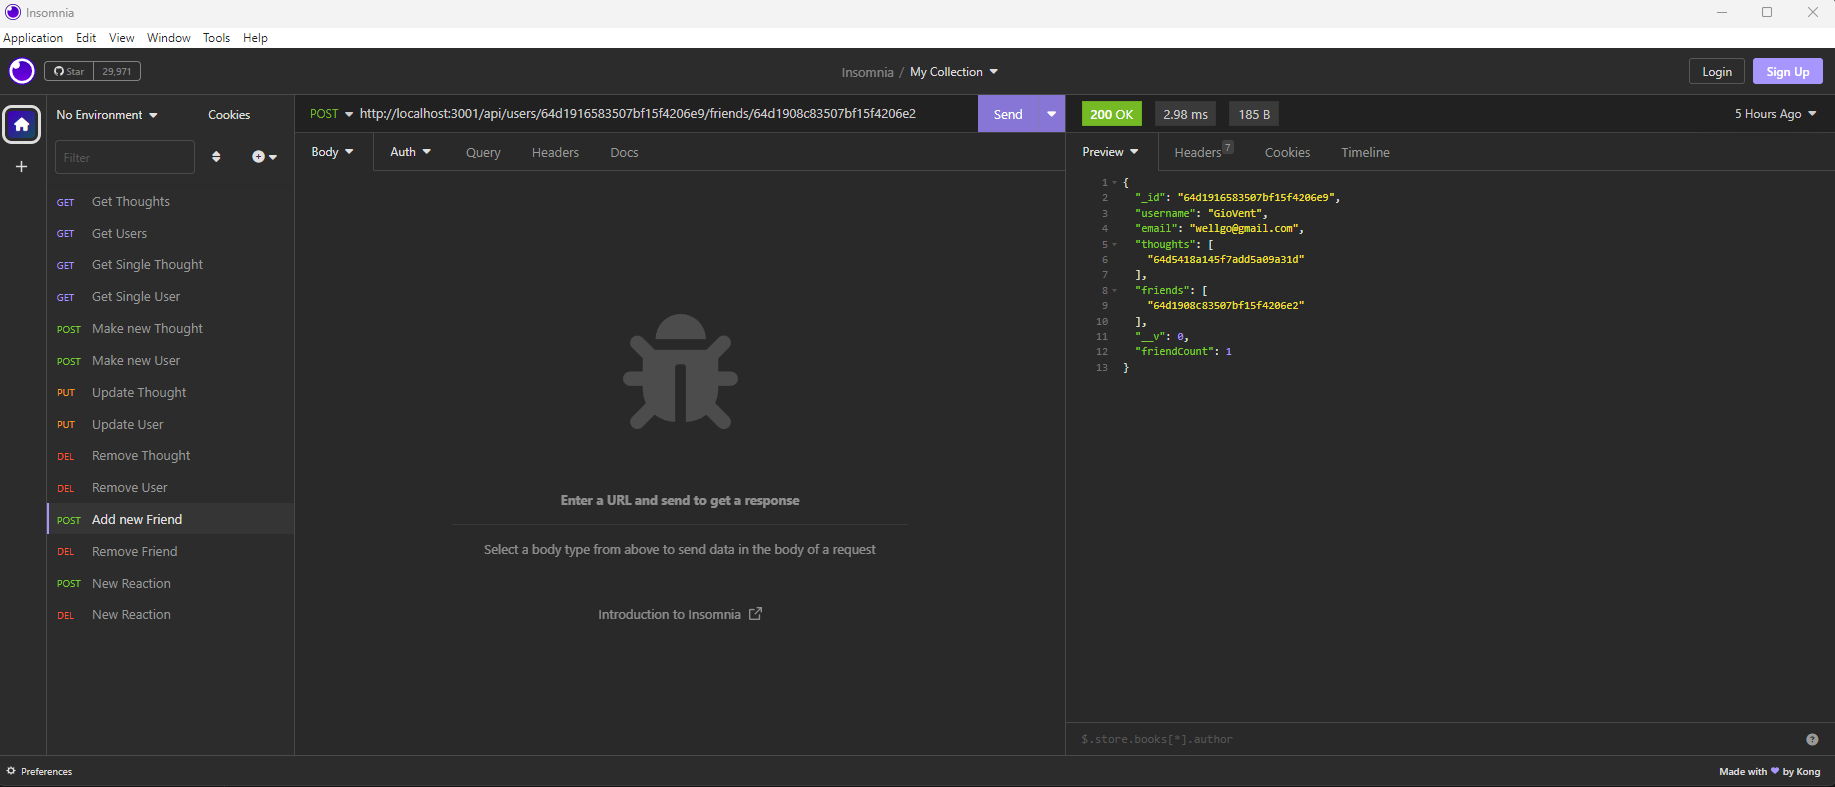 Insomnia
Application Edit View Window Tools Help
Star 29,971
Insomnia / My Collection
Login Sign Up
No Environment Cookies
Filter
GET Get Thoughts
GET Get Users
GET Get Single Thought
GET Get Single User
POST Make new Thought
POST Make new User
PUT Update Thought
PUT Update User
DEL Remove Thought
DEL Remove User
POST Add new Friend
DEL Remove Friend
POST New Reaction
DEL New Reaction
POST http://localhost:3001/api/users/64d1916583507bf15f4206e9/friends/64d1908c83507bf15f4206e2 Send
Body Auth Query Headers Docs
Enter a URL and send to get a response
Select a body type from above to send data in the body of a request
Introduction to Insomnia
200 OK 2.98 ms 185 B 5 Hours Ago
Preview Headers 7 Cookies Timeline
1 {
2 "_id": "64d1916583507bf15f4206e9",
3 "username": "GioVent",
4 "email": "wellgo@gmail.com",
5 "thoughts": [
6 "64d5418a145f7add5a09a31d"
7 ],
8 "friends": [
9 "64d1908c83507bf15f4206e2"
10 ],
11 "__v": 0,
12 "friendCount": 1
13 }
$.store.books[*].author
Preferences
Made with ♥ by Kong